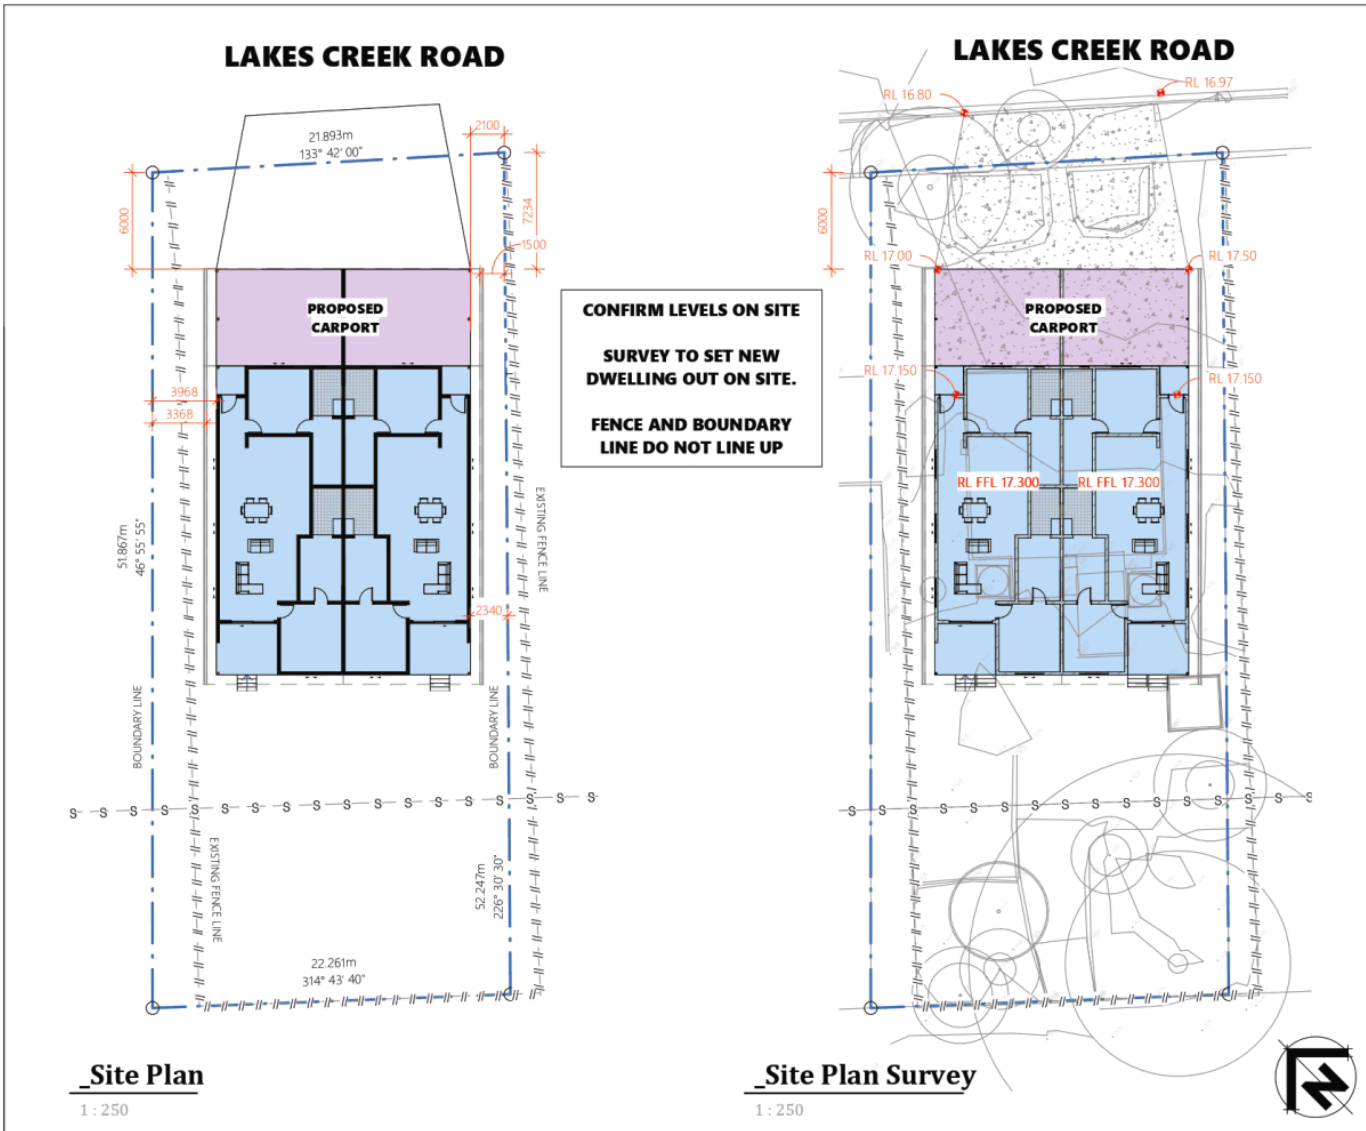 LAKES CREEK ROAD
21.893m
133° 42' 00"
2100
6000
7234
1500
PROPOSED
CARPORT
3968
3368
51.867m
46° 55' 55"
EXISTING FENCE LINE
2340
BOUNDARY LINE
BOUNDARY LINE
S S S S S S S S S S S S S S S S S S
EXISTING FENCE LINE
52.247m
226° 30' 30"
22.261m
314° 43' 40"
_Site Plan
1 : 250
CONFIRM LEVELS ON SITE
SURVEY TO SET NEW
DWELLING OUT ON SITE.
FENCE AND BOUNDARY
LINE DO NOT LINE UP
LAKES CREEK ROAD
RL 16.80
RL 16.97
6000
RL 17.00
RL 17.50
PROPOSED
CARPORT
RL 17.150
RL 17.150
RL FFL 17.300
RL FFL 17.300
S S S S S S S S S S S S S S S S
_Site Plan Survey
1 : 250
N